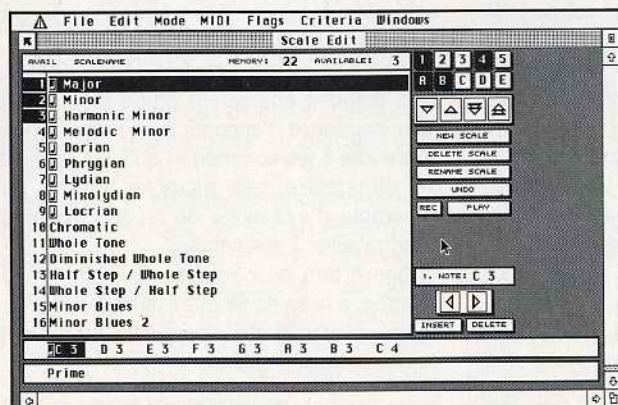 File Edit Mode MIDI Flags Criteria Windows
Scale Edit
AVAIL SCALENAME MEMORY: 22 AVAILABLE: 3
1 2 3 4 5
A B C D E
1 Major
2 Minor
3 Harmonic Minor
4 Melodic Minor
5 Dorian
6 Phrygian
7 Lydian
8 Mixolydian
9 Locrian
10 Chromatic
11 Whole Tone
12 Diminished Whole Tone
13 Half Step / Whole Step
14 Whole Step / Half Step
15 Minor Blues
16 Minor Blues 2
NEW SCALE
DELETE SCALE
RENAME SCALE
UNDO
REC PLAY
1. NOTE: C 3
INSERT DELETE
C 3 D 3 E 3 F 3 G 3 A 3 B 3 C 4
Prime